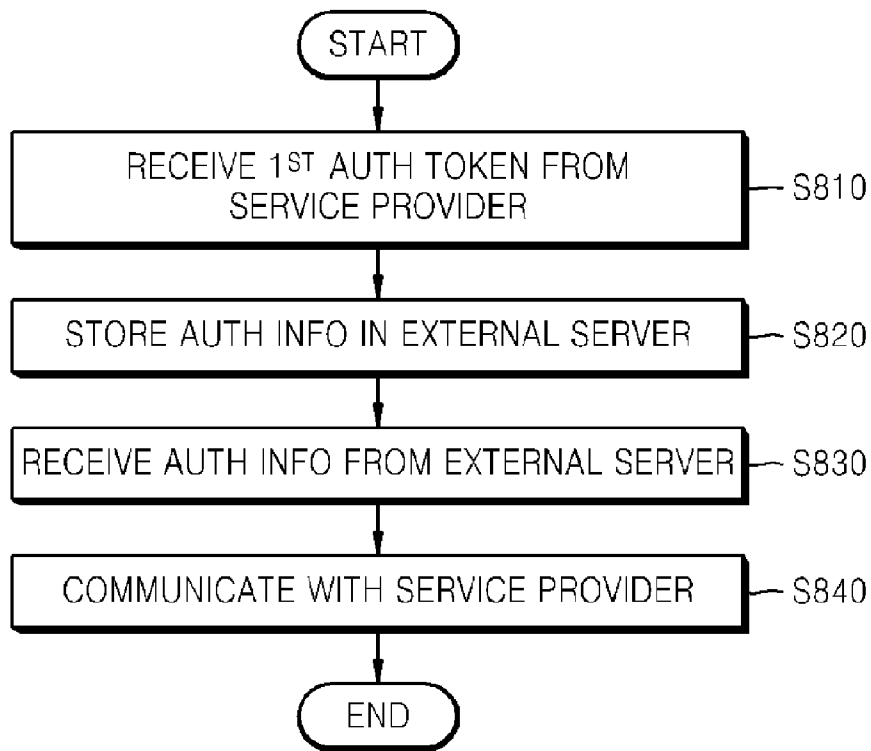 START
RECEIVE 1ST AUTH TOKEN FROM
SERVICE PROVIDER
S810
STORE AUTH INFO IN EXTERNAL SERVER
S820
RECEIVE AUTH INFO FROM EXTERNAL SERVER
S830
COMMUNICATE WITH SERVICE PROVIDER
S840
END